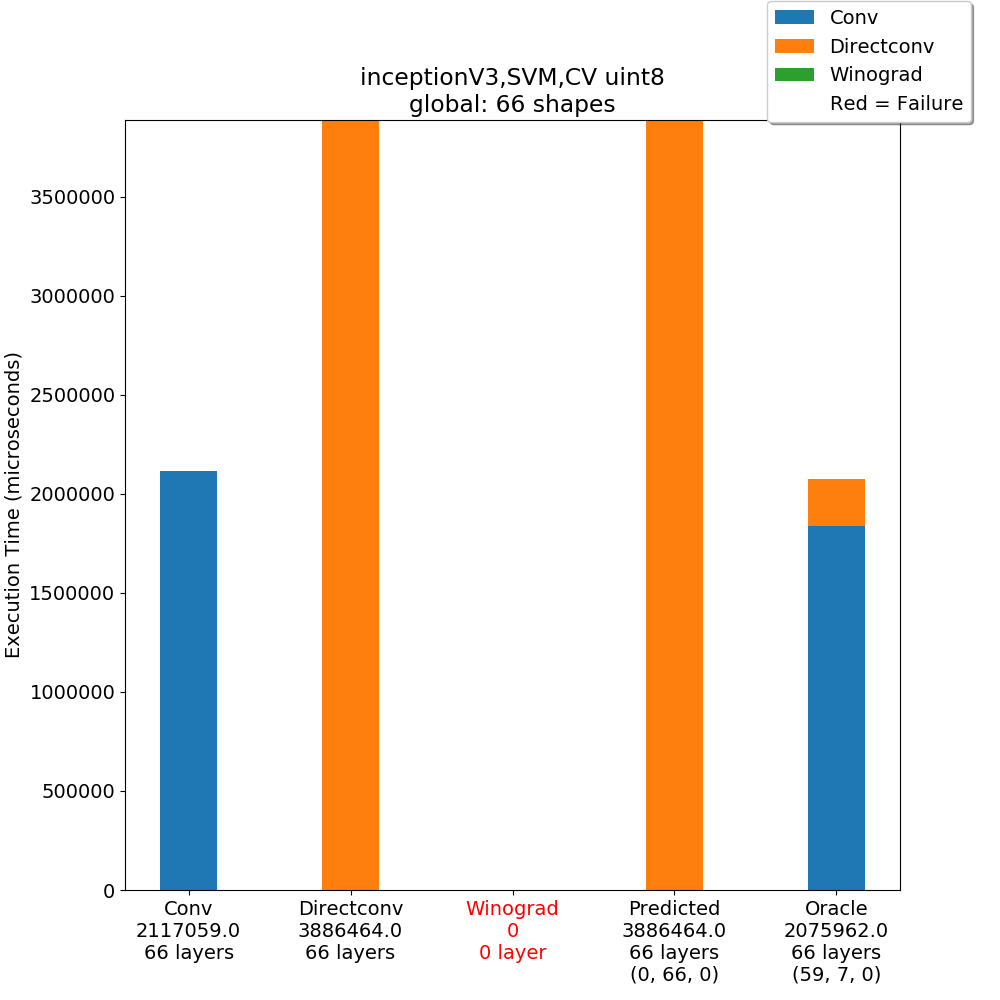 Conv
Directconv
Winograd
Red = Failure
inceptionV3,SVM,CV uint8
global: 66 shapes
Execution Time (microseconds)
3500000
3000000
2500000
2000000
1500000
1000000
500000
0
Conv
2117059.0
66 layers
Directconv
3886464.0
66 layers
Winograd
0
0 layer
Predicted
3886464.0
66 layers
(0, 66, 0)
Oracle
2075962.0
66 layers
(59, 7, 0)